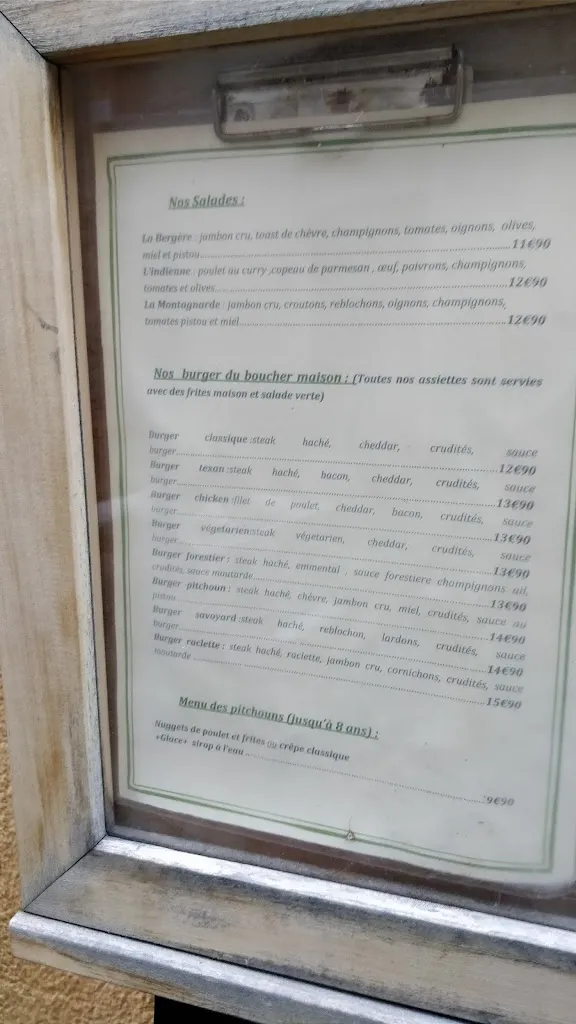 Nos Salades :
La Bergère : jambon cru, toast de chèvre, champignons, tomates, oignons, olives,
miel et pistou......11€90
L'indienne : poulet au curry ,copeau de parmesan , œuf, poivrons, champignons,
tomates et olives......12€90
La Montagnarde : jambon cru, croutons, reblochons, oignons, champignons,
tomates pistou et miel......12€90
Nos burger du boucher maison : (Toutes nos assiettes sont servies
avec des frites maison et salade verte)
Burger classique :steak haché, cheddar, crudités, sauce
burger......12€90
Burger texan :steak haché, bacon, cheddar, crudités, sauce
burger......13€90
Burger chicken :filet de poulet, cheddar, bacon, crudités, sauce
burger......13€90
Burger végétarien:steak végétarien, cheddar, crudités, sauce
burger......13€90
Burger forestier : steak haché, emmental , sauce forestiere champignons ail,
crudités, sauce moutarde......13€90
Burger pitchoun : steak haché, chèvre, jambon cru, miel, crudités, sauce au
pistou......14€90
Burger savoyard :steak haché, reblochon, lardons, crudités, sauce
burger......14€90
Burger raclette : steak haché, raclette, jambon cru, cornichons, crudités, sauce
moutarde ......15€90
Menu des pitchouns (jusqu'à 8 ans) :
Nuggets de poulet et frites ou crêpe classique
+Glace+ sirop à l'eau ......9€90